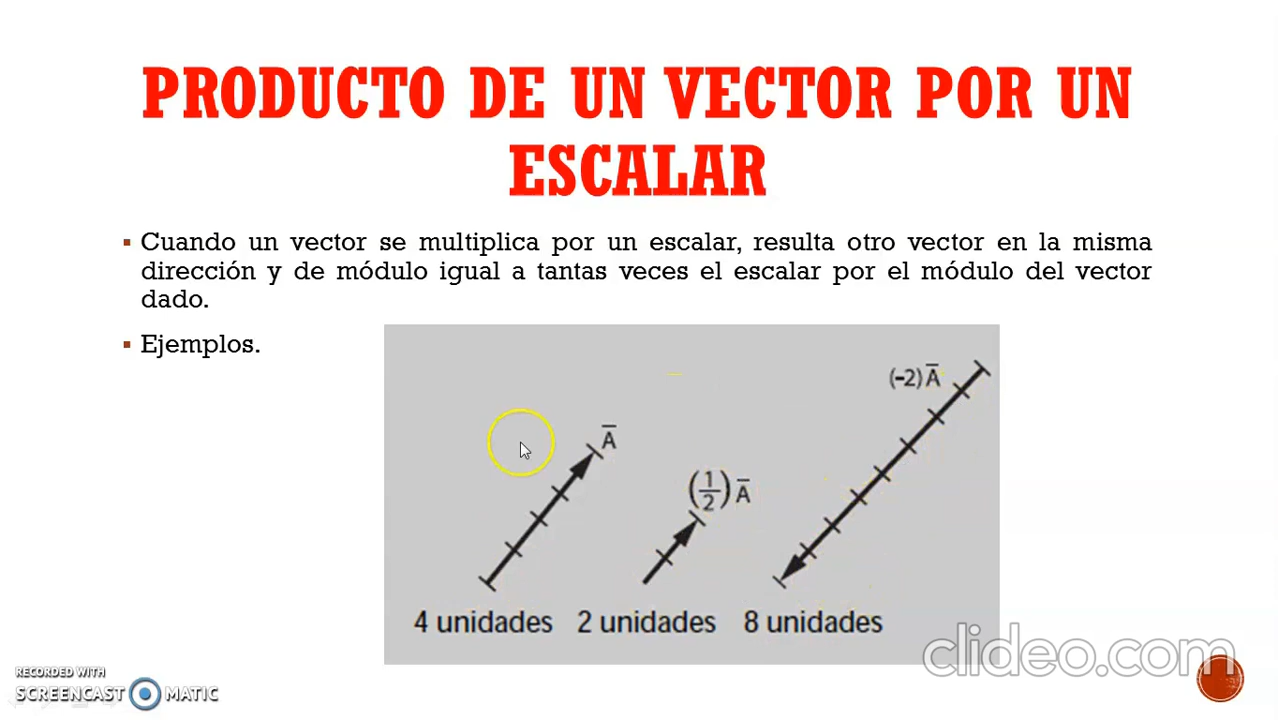 PRODUCTO DE UN VECTOR POR UN
ESCALAR
▪ Cuando un vector se multiplica por un escalar, resulta otro vector en la misma
dirección y de módulo igual a tantas veces el escalar por el módulo del vector
dado.
▪ Ejemplos.
(-2)A̅
A̅
(1/2)A̅
4 unidades 2 unidades 8 unidades
clideo.com
RECORDED WITH
SCREENCAST MATIC